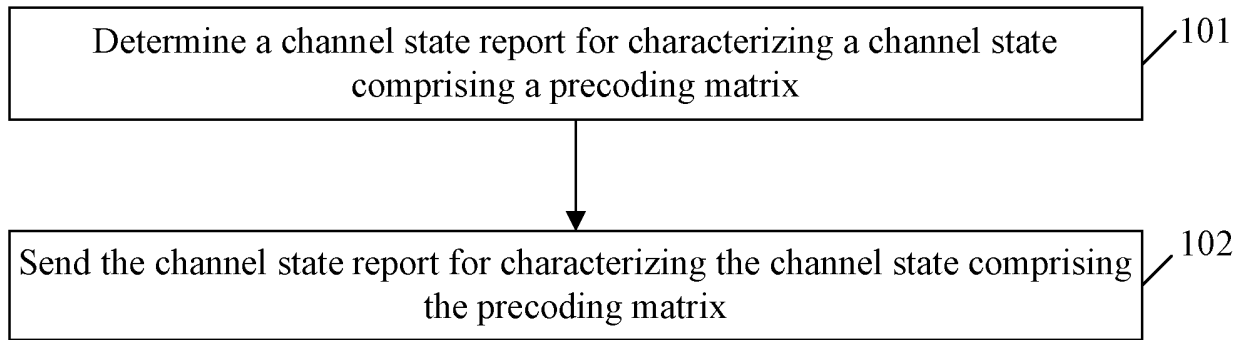 Determine a channel state report for characterizing a channel state
comprising a precoding matrix
101
Send the channel state report for characterizing the channel state comprising
the precoding matrix
102